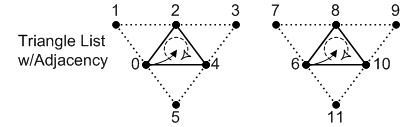 1 2 3 7 8 9
Triangle List
w/Adjacency
0 4 6 10
5 11